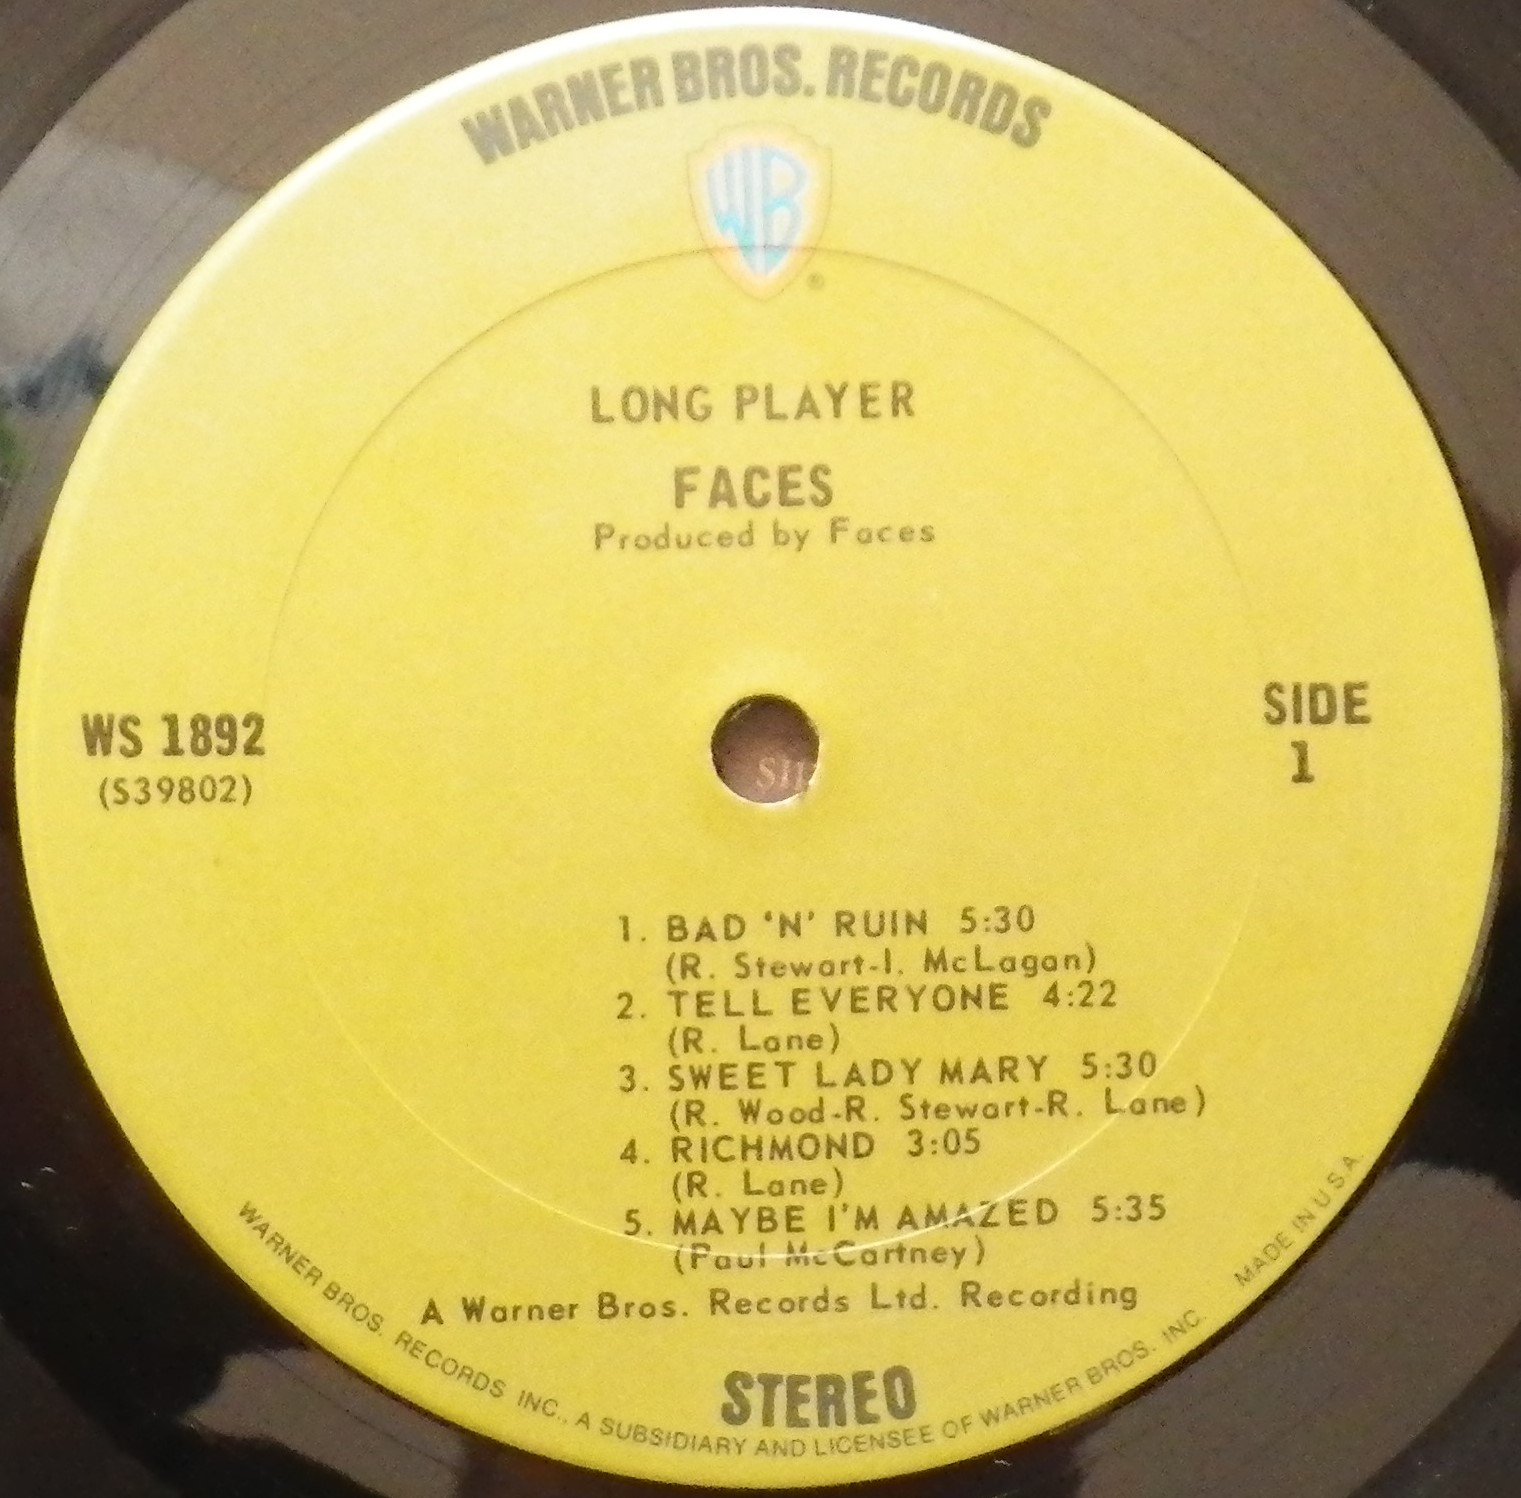 WARNER BROS. RECORDS
WB
®
LONG PLAYER
FACES
Produced by Faces
WS 1892
(S39802)
SIDE
1
1. BAD 'N' RUIN 5:30
(R. Stewart-I. McLagan)
2. TELL EVERYONE 4:22
(R. Lane)
3. SWEET LADY MARY 5:30
(R. Wood-R. Stewart-R. Lane)
4. RICHMOND 3:05
(R. Lane)
5. MAYBE I'M AMAZED 5:35
(Paul McCartney)
A Warner Bros. Records Ltd. Recording
STEREO
WARNER BROS. RECORDS INC., A SUBSIDIARY AND LICENSEE OF WARNER BROS. INC. MADE IN U.S.A.